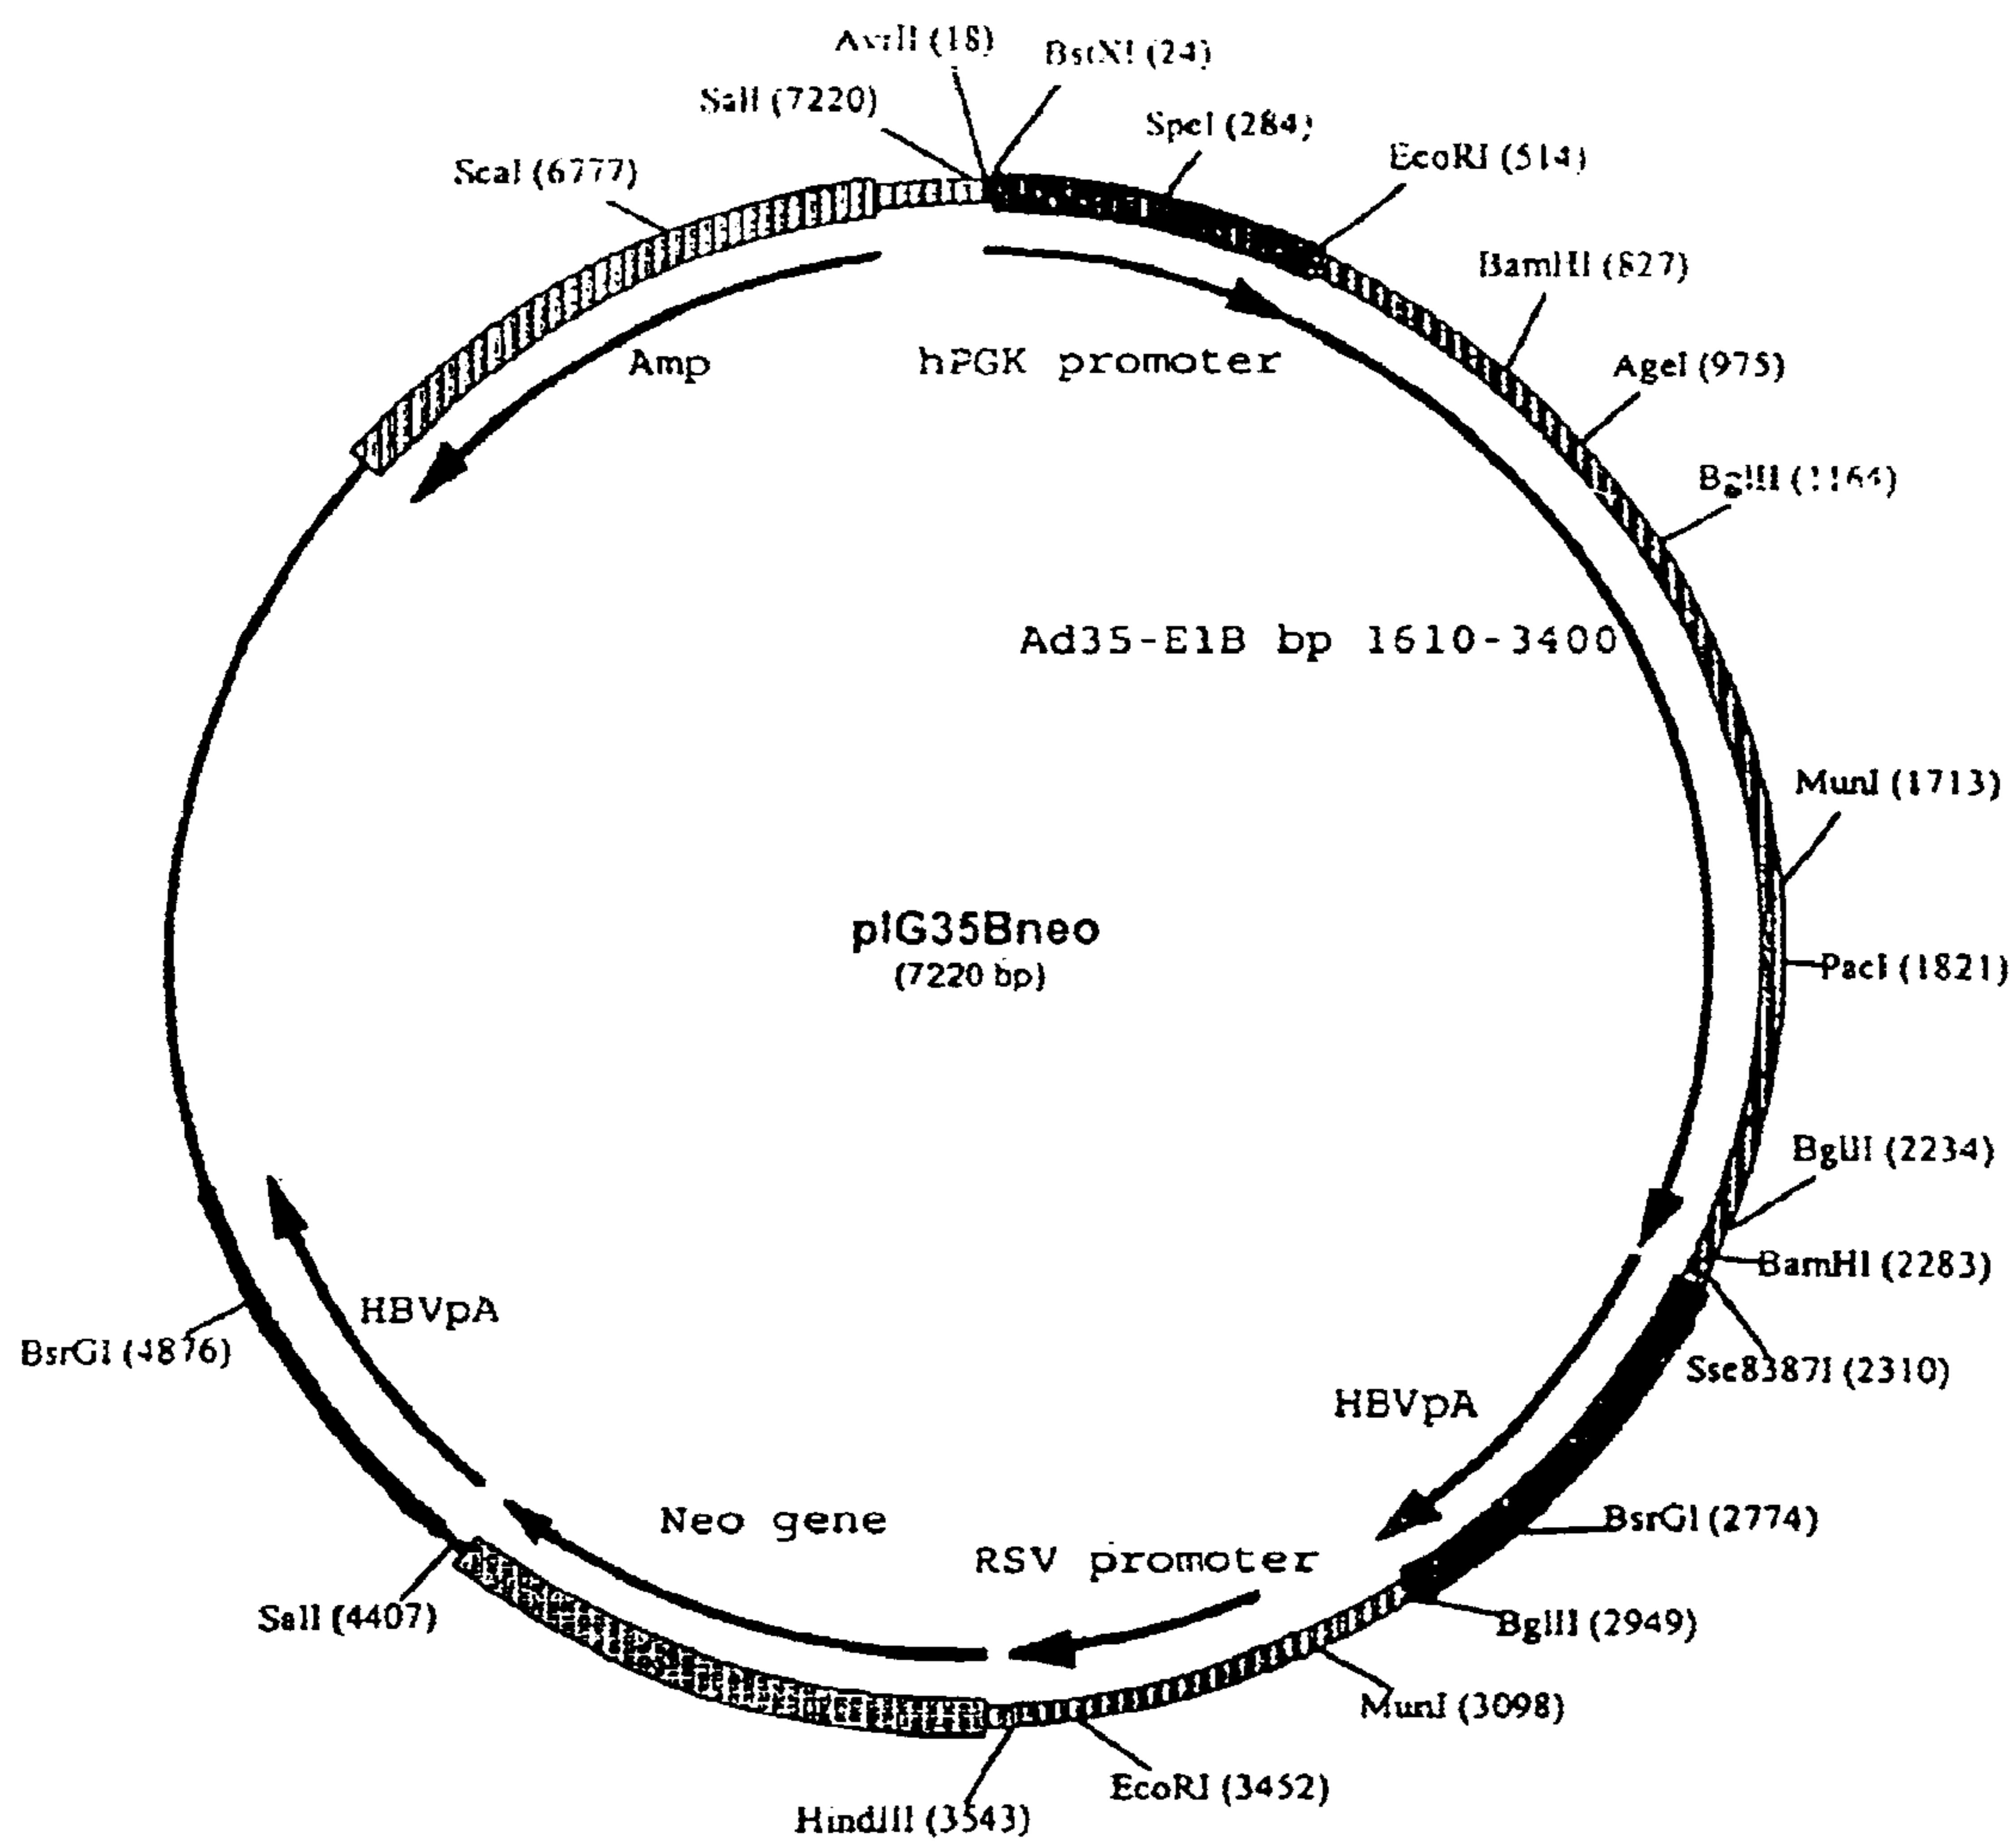 AvrII (18)
BstXI (24)
SalI (7220)
SpeI (284)
EcoRI (514)
ScaI (6777)
BamHI (827)
Amp
hPGK promoter
AgeI (975)
BglII (1164)
Ad35-E1B bp 1610-3400
MunI (1713)
pIG35Bneo
(7220 bp)
PacI (1821)
BglII (2234)
BamHI (2283)
HBVpA
BsrGI (4876)
Sse8387I (2310)
HBVpA
Neo gene
BsrGI (2774)
RSV promoter
SalI (4407)
BglII (2949)
MunI (3098)
EcoRI (3452)
HindIII (3543)